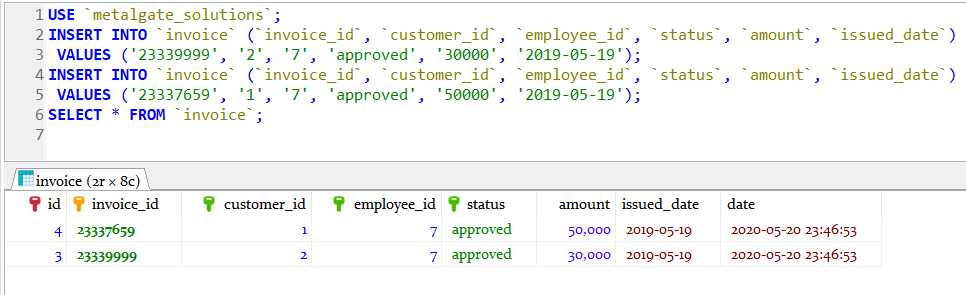 1 USE `metalgate_solutions`;
2 INSERT INTO `invoice` (`invoice_id`, `customer_id`, `employee_id`, `status`, `amount`, `issued_date`)
3 VALUES ('23339999', '2', '7', 'approved', '30000', '2019-05-19');
4 INSERT INTO `invoice` (`invoice_id`, `customer_id`, `employee_id`, `status`, `amount`, `issued_date`)
5 VALUES ('23337659', '1', '7', 'approved', '50000', '2019-05-19');
6 SELECT * FROM `invoice`;
7
invoice (2r × 8c)
id invoice_id customer_id employee_id status amount issued_date date
4 23337659 1 7 approved 50,000 2019-05-19 2020-05-20 23:46:53
3 23339999 2 7 approved 30,000 2019-05-19 2020-05-20 23:46:53